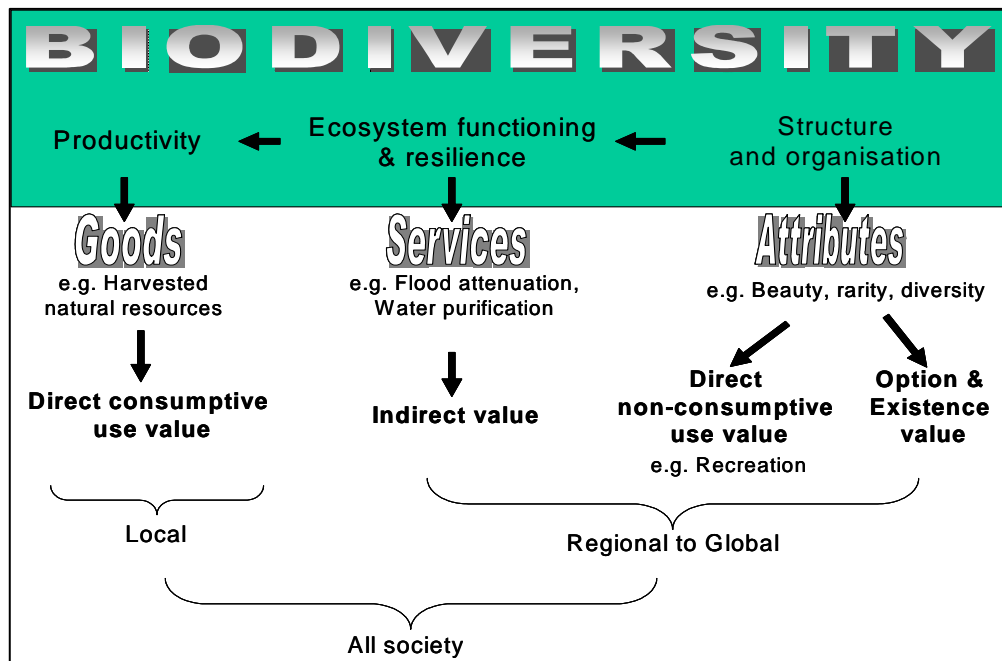 BIODIVERSITY
Productivity
Ecosystem functioning
& resilience
Structure
and organisation
Goods
e.g. Harvested
natural resources
Services
e.g. Flood attenuation,
Water purification
Attributes
e.g. Beauty, rarity, diversity
Direct consumptive
use value
Indirect value
Direct
non-consumptive
use value
e.g. Recreation
Option &
Existence
value
Local
Regional to Global
All society